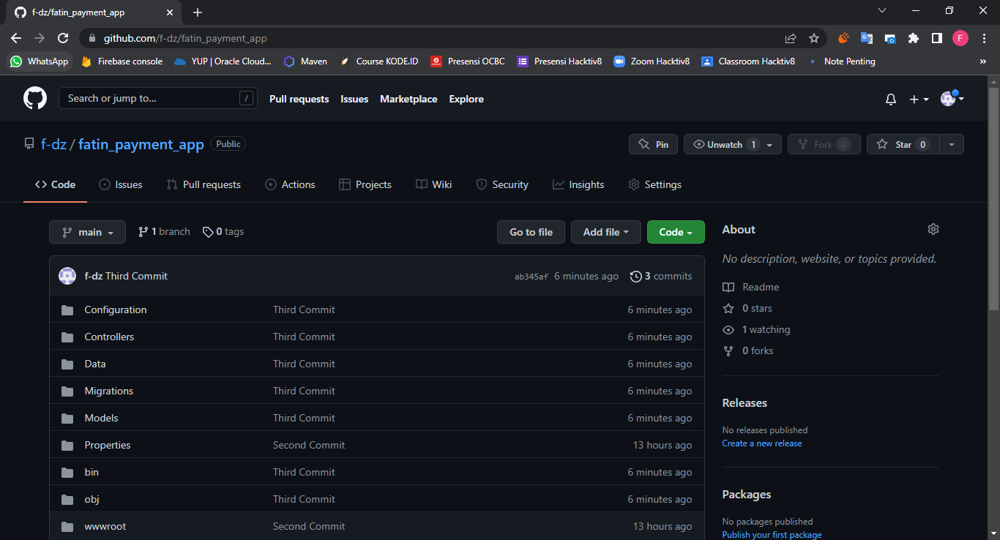 f-dz/fatin_payment_app
github.com/f-dz/fatin_payment_app
F
WhatsApp Firebase console YUP | Oracle Cloud... Maven Course KODE.ID Presensi OCBC Presensi Hacktiv8 Zoom Hacktiv8 Classroom Hacktiv8 Note Penting »
Search or jump to... / Pull requests Issues Marketplace Explore
f-dz / fatin_payment_app Public Pin Unwatch 1 Fork 0 Star 0
Code Issues Pull requests Actions Projects Wiki Security Insights Settings
main 1 branch 0 tags Go to file Add file Code
f-dz Third Commit ab345af 6 minutes ago 3 commits
Configuration Third Commit 6 minutes ago
Controllers Third Commit 6 minutes ago
Data Third Commit 6 minutes ago
Migrations Third Commit 6 minutes ago
Models Third Commit 6 minutes ago
Properties Second Commit 13 hours ago
bin Third Commit 6 minutes ago
obj Third Commit 6 minutes ago
wwwroot Second Commit 13 hours ago
About
No description, website, or topics provided.
Readme
0 stars
1 watching
0 forks
Releases
No releases published
Create a new release
Packages
No packages published
Publish your first package